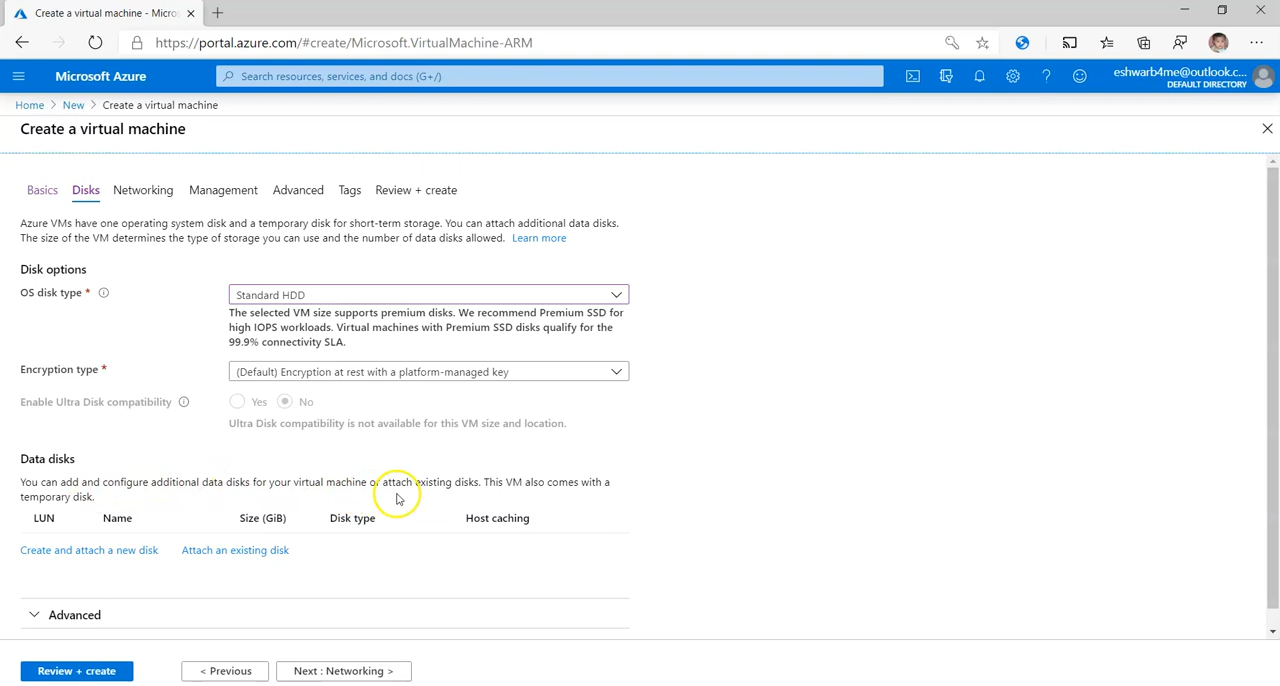 Create a virtual machine - Micro
https://portal.azure.com/#create/Microsoft.VirtualMachine-ARM
Microsoft Azure
Search resources, services, and docs (G+/)
eshwarb4me@outlook.c...
DEFAULT DIRECTORY
Home > New > Create a virtual machine
Create a virtual machine
Basics Disks Networking Management Advanced Tags Review + create
Azure VMs have one operating system disk and a temporary disk for short-term storage. You can attach additional data disks.
The size of the VM determines the type of storage you can use and the number of data disks allowed. Learn more
Disk options
OS disk type *
Standard HDD
The selected VM size supports premium disks. We recommend Premium SSD for
high IOPS workloads. Virtual machines with Premium SSD disks qualify for the
99.9% connectivity SLA.
Encryption type *
(Default) Encryption at rest with a platform-managed key
Enable Ultra Disk compatibility
Yes No
Ultra Disk compatibility is not available for this VM size and location.
Data disks
You can add and configure additional data disks for your virtual machine or attach existing disks. This VM also comes with a
temporary disk.
LUN Name Size (GiB) Disk type Host caching
Create and attach a new disk Attach an existing disk
Advanced
Review + create < Previous Next : Networking >